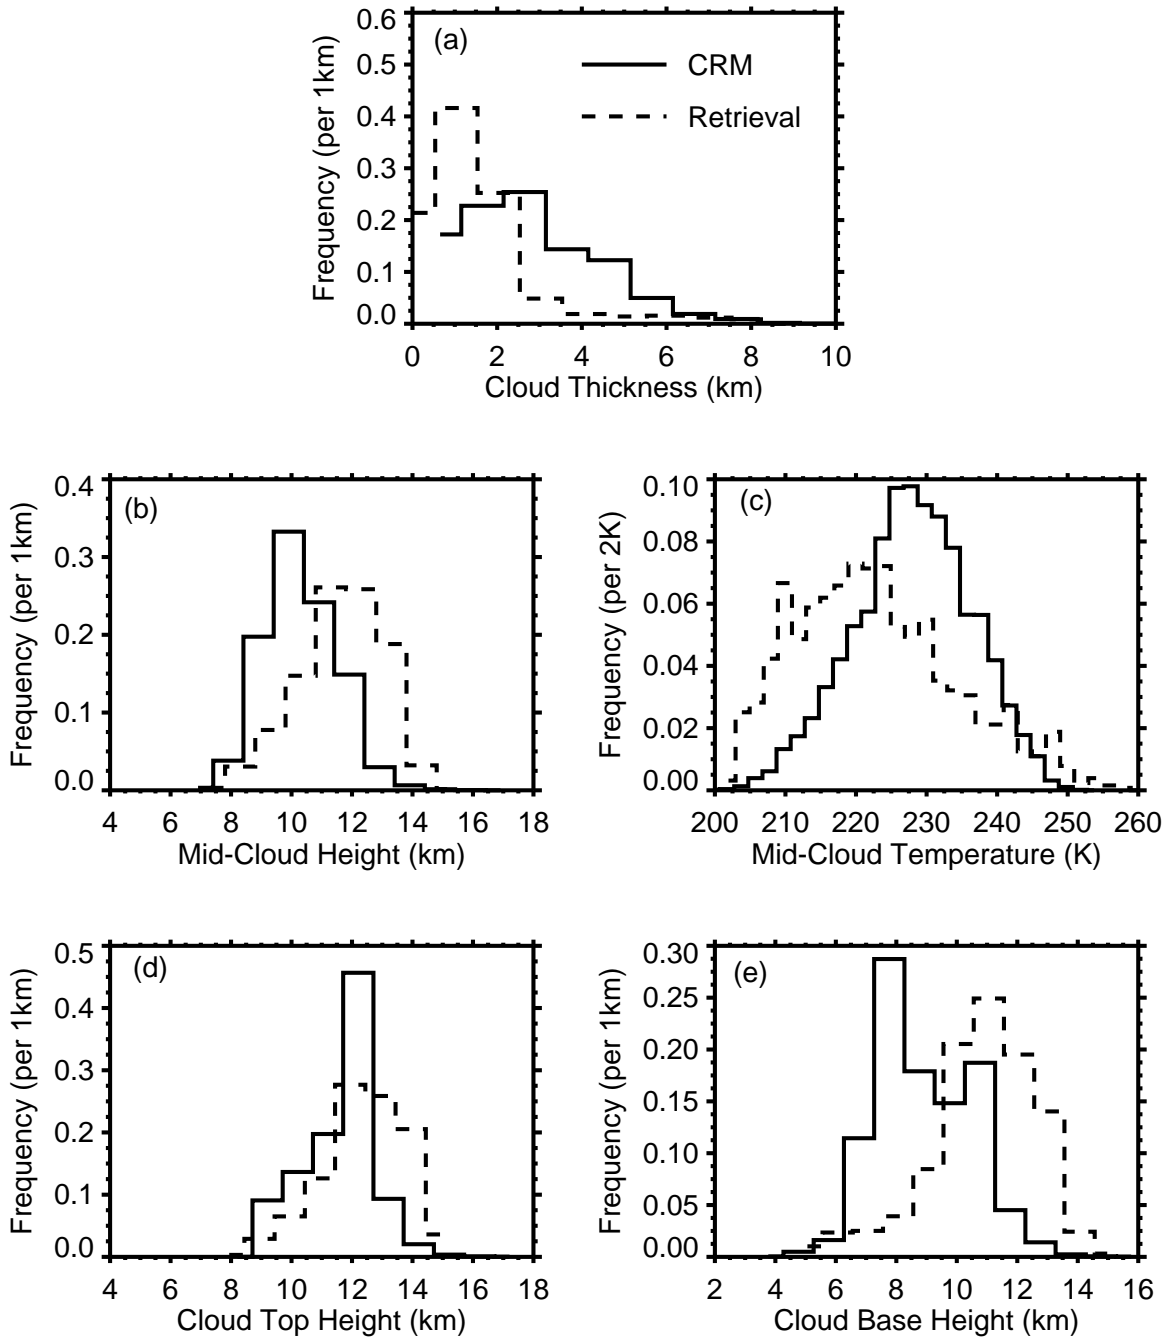 (a)
CRM
Retrieval
Frequency (per 1km)
0.6
0.5
0.4
0.3
0.2
0.1
0.0
0 2 4 6 8 10
Cloud Thickness (km)
(b)
Frequency (per 1km)
0.4
0.3
0.2
0.1
0.0
4 6 8 10 12 14 16 18
Mid-Cloud Height (km)
(c)
Frequency (per 2K)
0.10
0.08
0.06
0.04
0.02
0.00
200 210 220 230 240 250 260
Mid-Cloud Temperature (K)
(d)
Frequency (per 1km)
0.5
0.4
0.3
0.2
0.1
0.0
4 6 8 10 12 14 16 18
Cloud Top Height (km)
(e)
Frequency (per 1km)
0.30
0.25
0.20
0.15
0.10
0.05
0.00
2 4 6 8 10 12 14 16
Cloud Base Height (km)